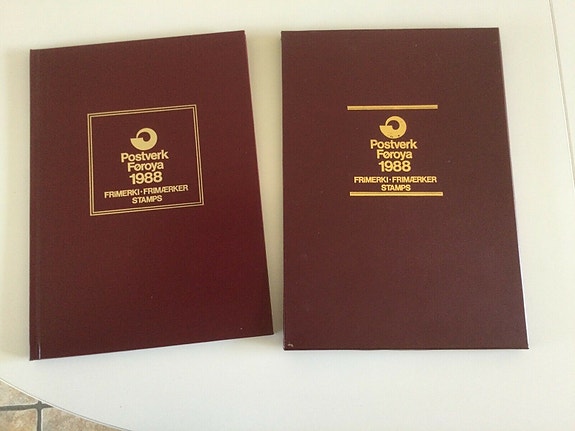 Postverk
Føroya
1988
FRIMERKI·FRIMÆRKER
STAMPS
Postverk
Føroya
1988
FRIMERKI·FRIMÆRKER
STAMPS